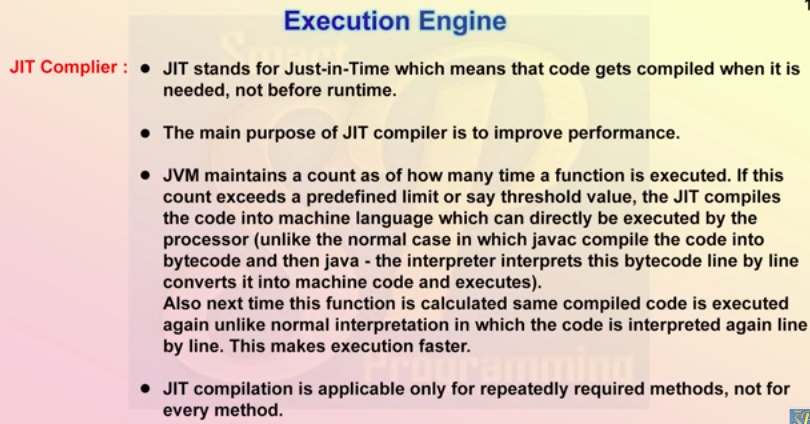 Execution Engine
JIT Complier : ● JIT stands for Just-in-Time which means that code gets compiled when it is
needed, not before runtime.
● The main purpose of JIT compiler is to improve performance.
● JVM maintains a count as of how many time a function is executed. If this
count exceeds a predefined limit or say threshold value, the JIT compiles
the code into machine language which can directly be executed by the
processor (unlike the normal case in which javac compile the code into
bytecode and then java - the interpreter interprets this bytecode line by line
converts it into machine code and executes).
Also next time this function is calculated same compiled code is executed
again unlike normal interpretation in which the code is interpreted again line
by line. This makes execution faster.
● JIT compilation is applicable only for repeatedly required methods, not for
every method.
Smart
Programming